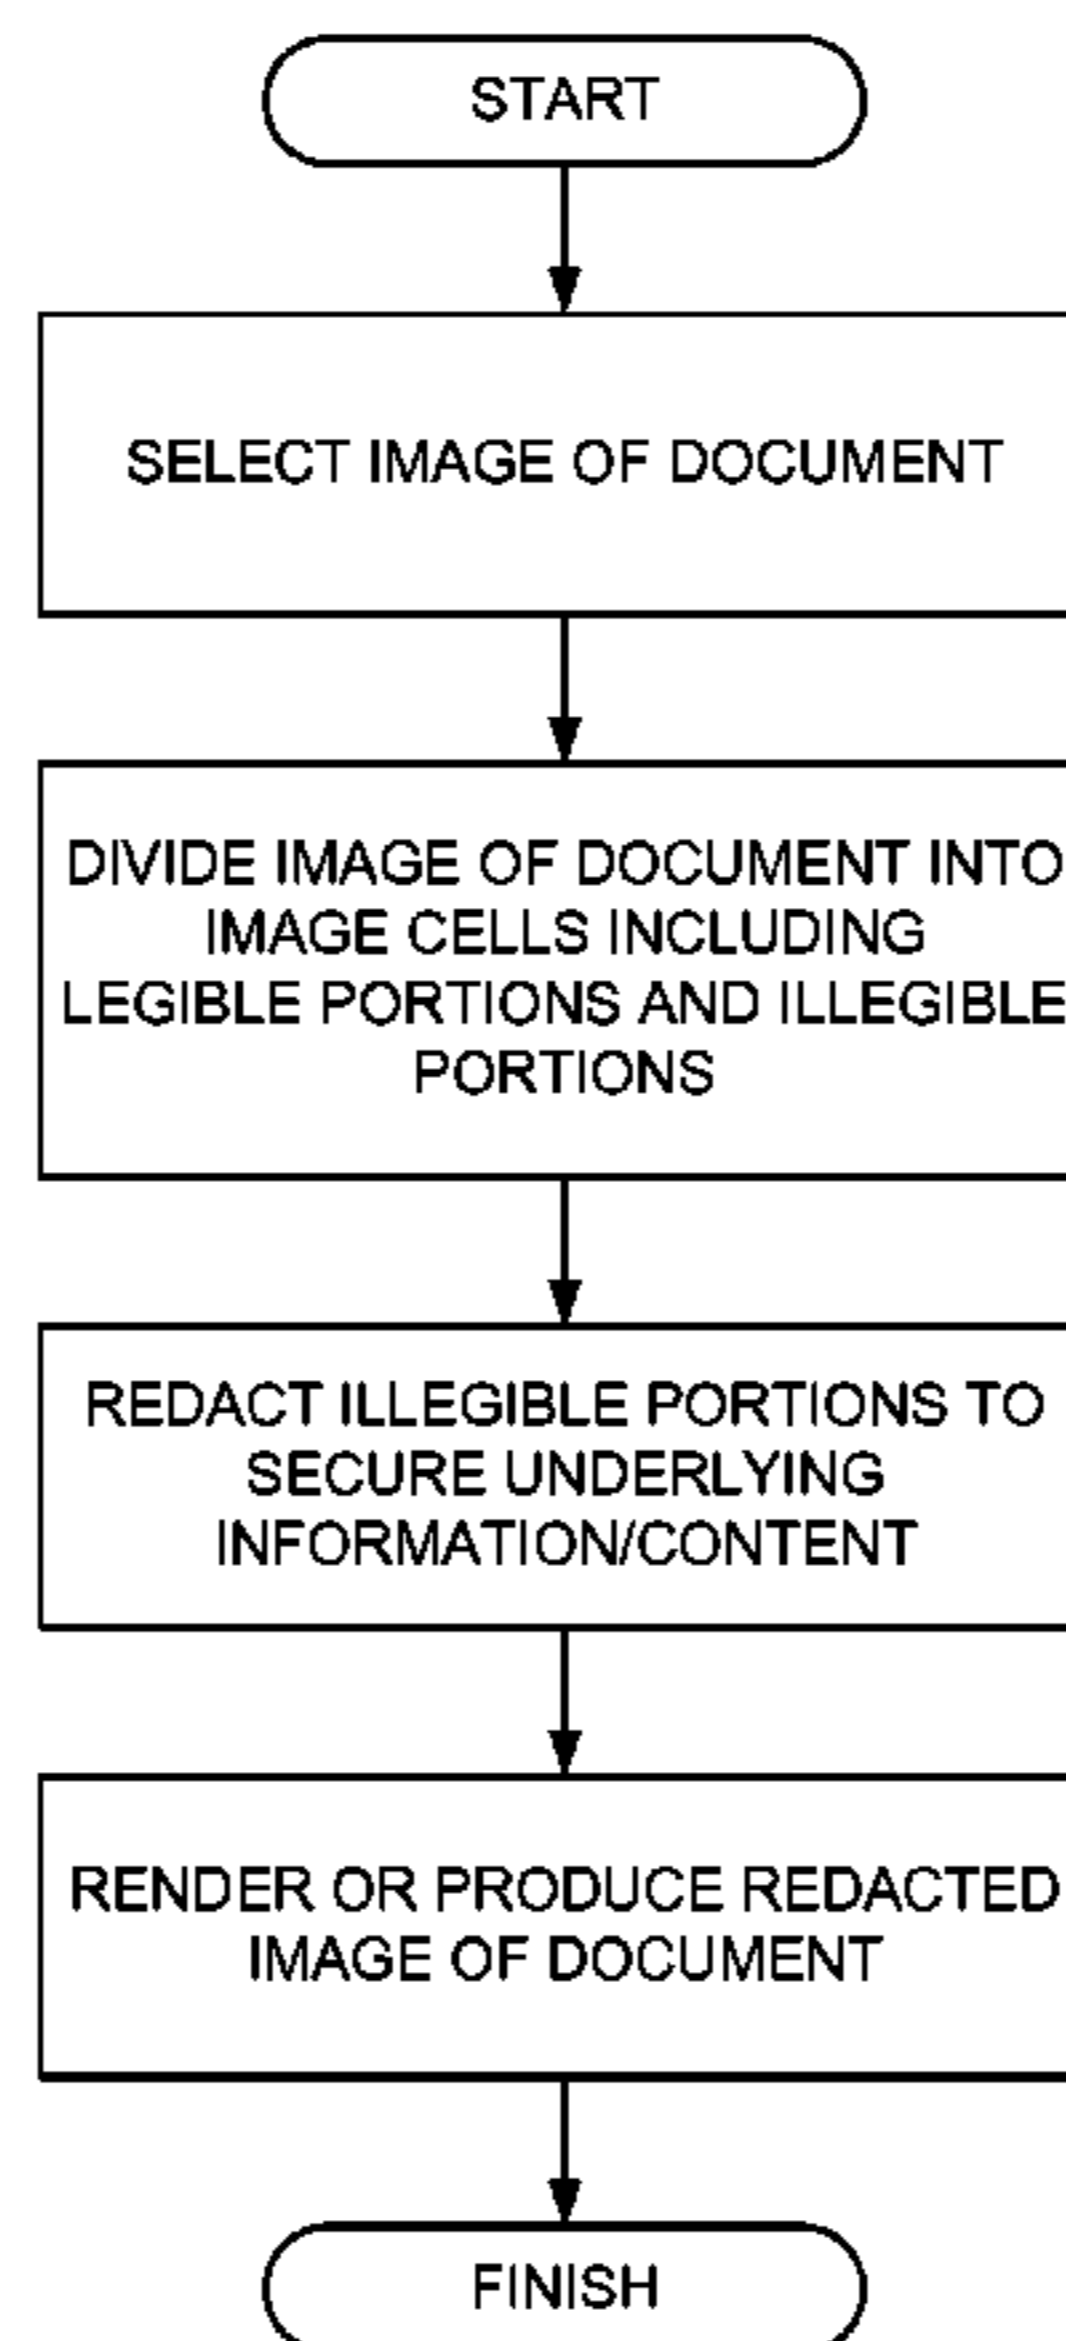 START
SELECT IMAGE OF DOCUMENT
DIVIDE IMAGE OF DOCUMENT INTO
IMAGE CELLS INCLUDING
LEGIBLE PORTIONS AND ILLEGIBLE
PORTIONS
REDACT ILLEGIBLE PORTIONS TO
SECURE UNDERLYING
INFORMATION/CONTENT
RENDER OR PRODUCE REDACTED
IMAGE OF DOCUMENT
FINISH